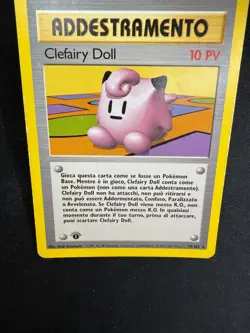 ADDESTRAMENTO
Clefairy Doll 10 PV
Gioca questa carta come se fosse un Pokémon
Base. Mentre è in gioco, Clefairy Doll conta come
un Pokémon (non come una carta Addestramento).
Clefairy Doll non ha attacchi, non può ritirarsi e non
può essere Addormentato, Confuso, Paralizzato
o Avvelenato. Se Clefairy Doll viene messo K.O., non
conta come un Pokémon messo K.O. In qualsiasi
momento durante il tuo turno, prima di attaccare,
puoi scartare Clefairy Doll.
70/102 ★